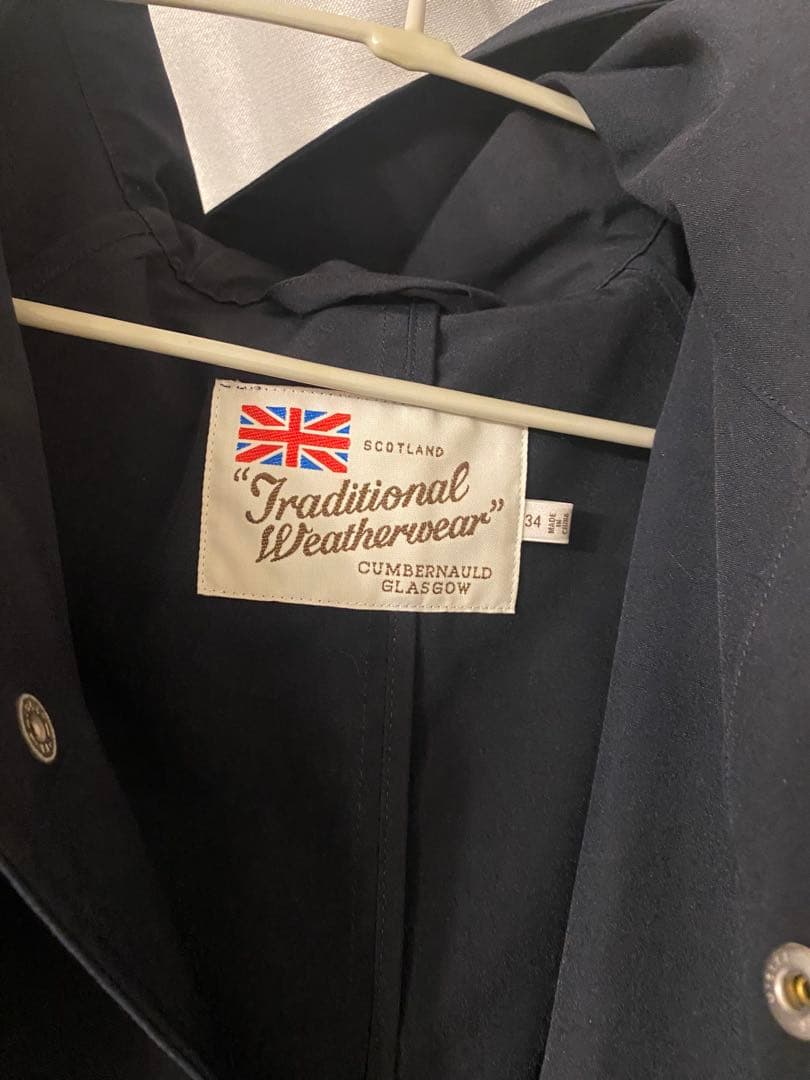 SCOTLAND
“Traditional
Weatherwear”
CUMBERNAULD
GLASGOW
34
MADE
IN
CHINA